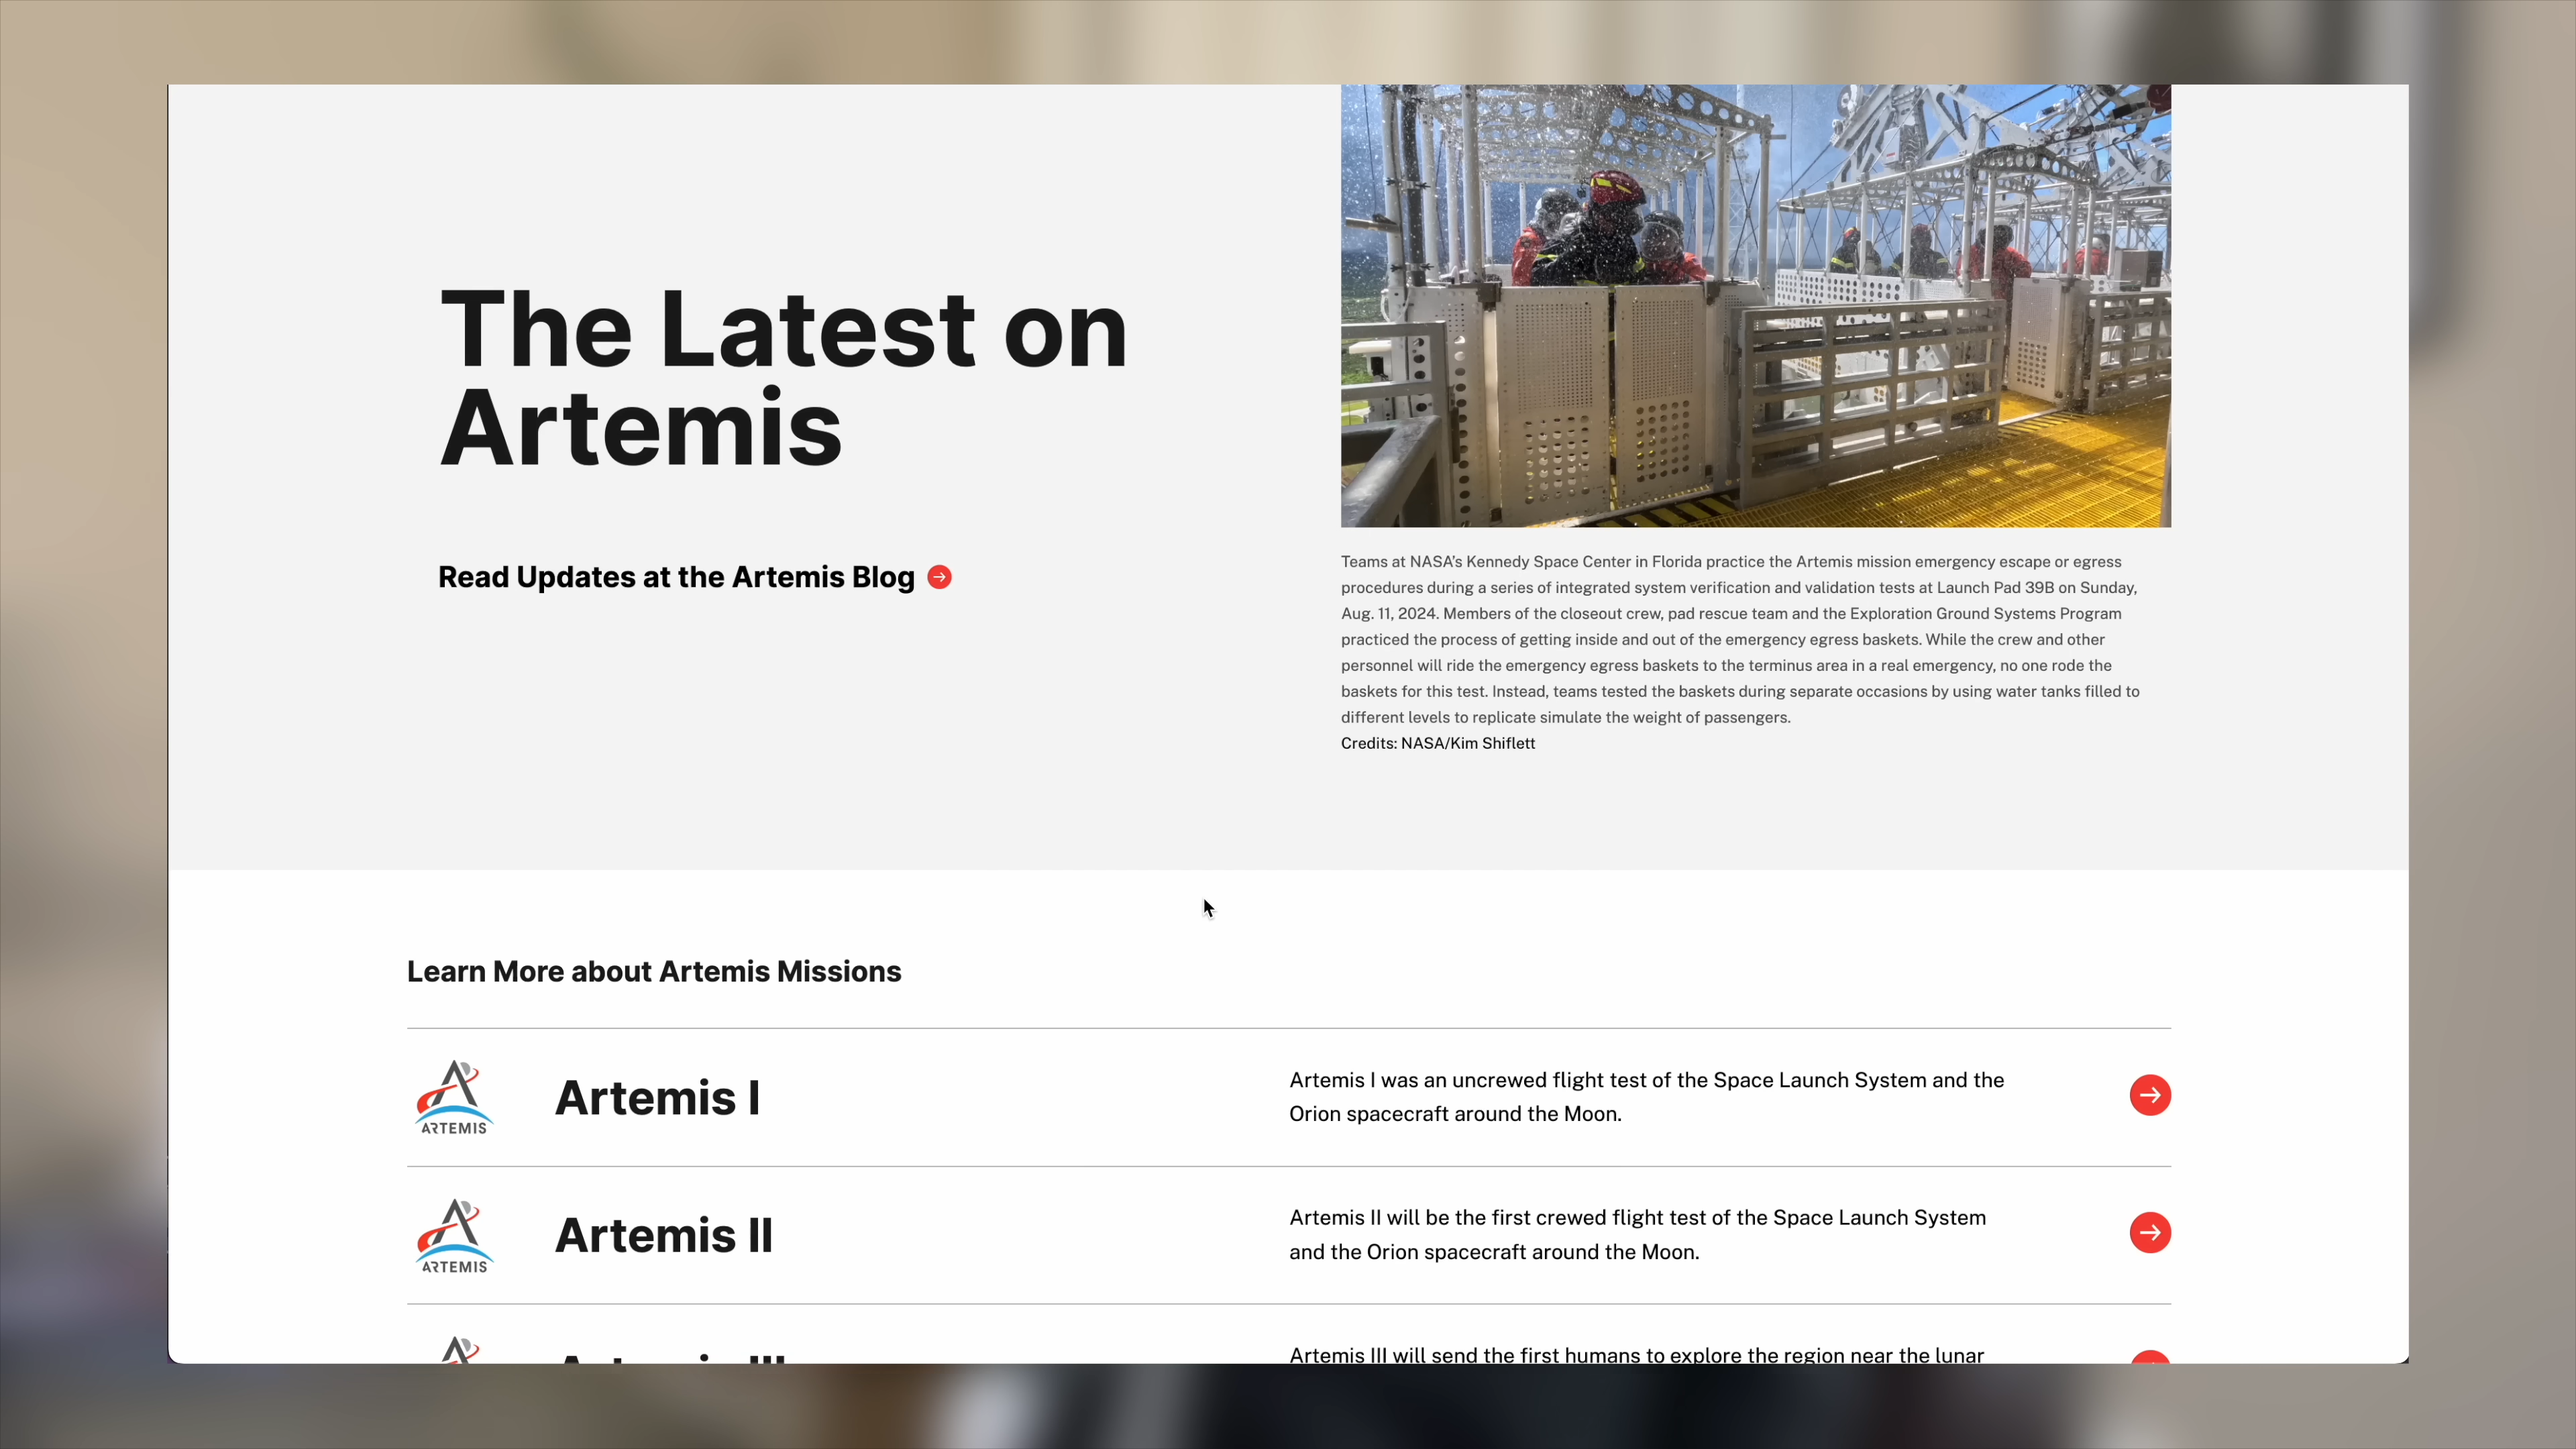 The Latest on
Artemis
Read Updates at the Artemis Blog
Teams at NASA's Kennedy Space Center in Florida practice the Artemis mission emergency escape or egress
procedures during a series of integrated system verification and validation tests at Launch Pad 39B on Sunday,
Aug. 11, 2024. Members of the closeout crew, pad rescue team and the Exploration Ground Systems Program
practiced the process of getting inside and out of the emergency egress baskets. While the crew and other
personnel will ride the emergency egress baskets to the terminus area in a real emergency, no one rode the
baskets for this test. Instead, teams tested the baskets during separate occasions by using water tanks filled to
different levels to replicate simulate the weight of passengers.
Credits: NASA/Kim Shiflett
Learn More about Artemis Missions
ARTEMIS
Artemis I
Artemis I was an uncrewed flight test of the Space Launch System and the
Orion spacecraft around the Moon.
ARTEMIS
Artemis II
Artemis II will be the first crewed flight test of the Space Launch System
and the Orion spacecraft around the Moon.
Artemis III
Artemis III will send the first humans to explore the region near the lunar